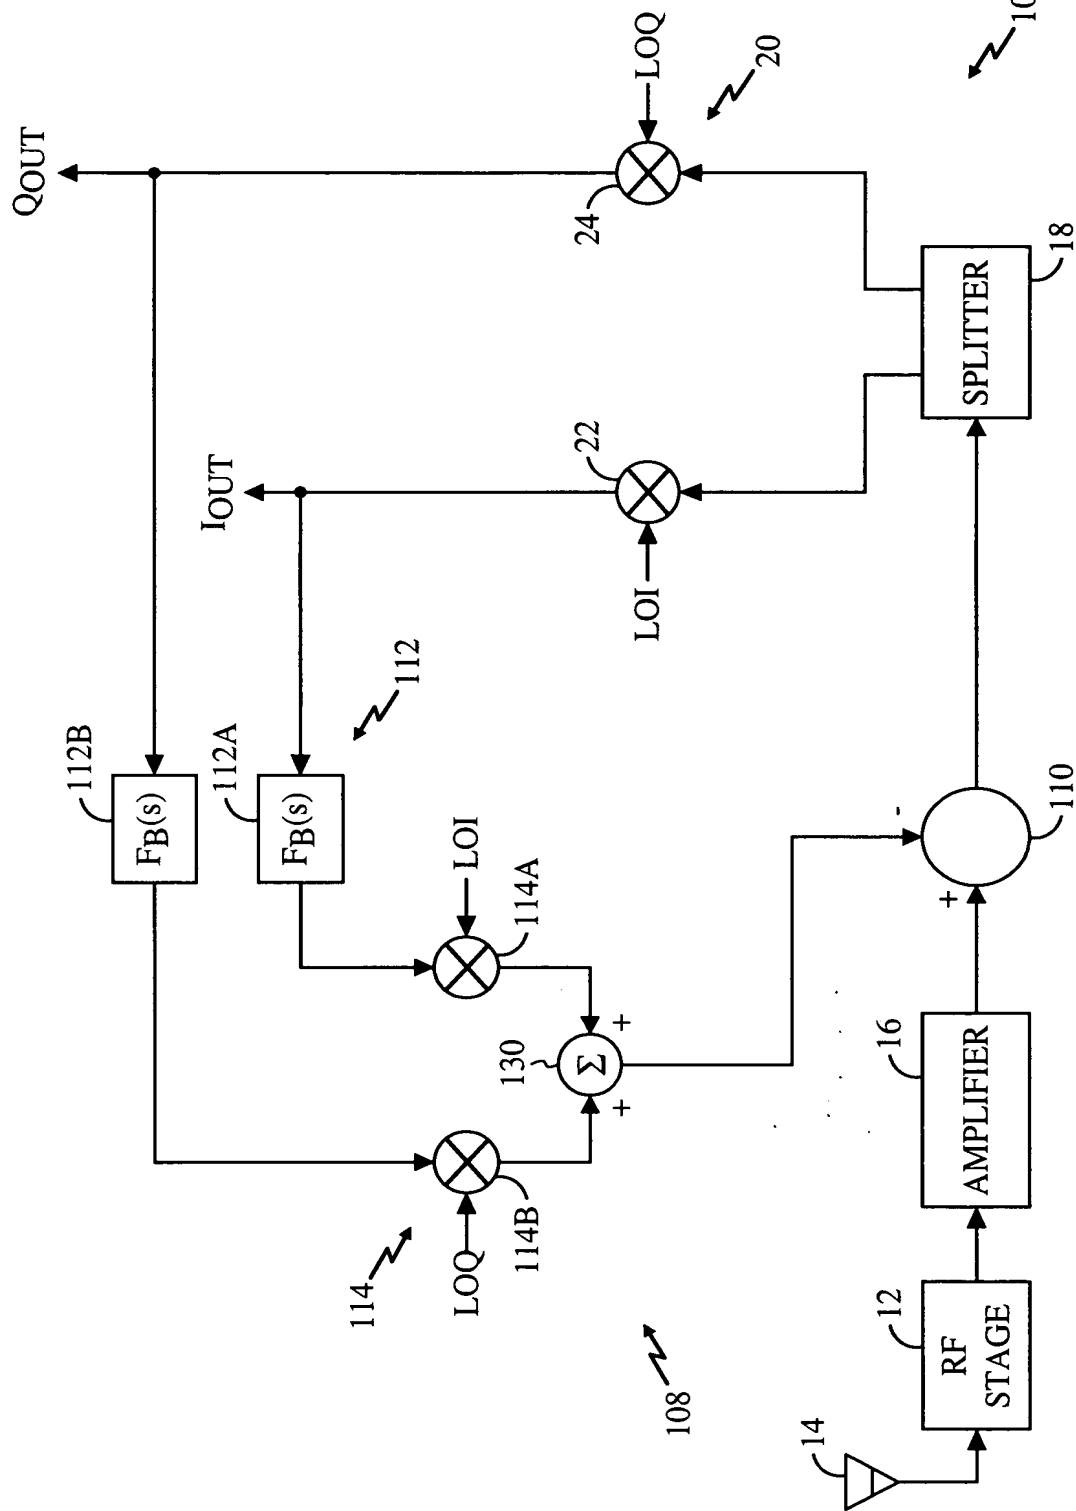 QOUT
IOUT
LOQ
20
10
24
22
LOI
112B
FB(s)
112A
FB(s)
112
LOI
114A
130
Σ
+
+
114B
LOQ
114
108
SPLITTER
18
-
+
110
16
AMPLIFIER
12
RF
STAGE
14